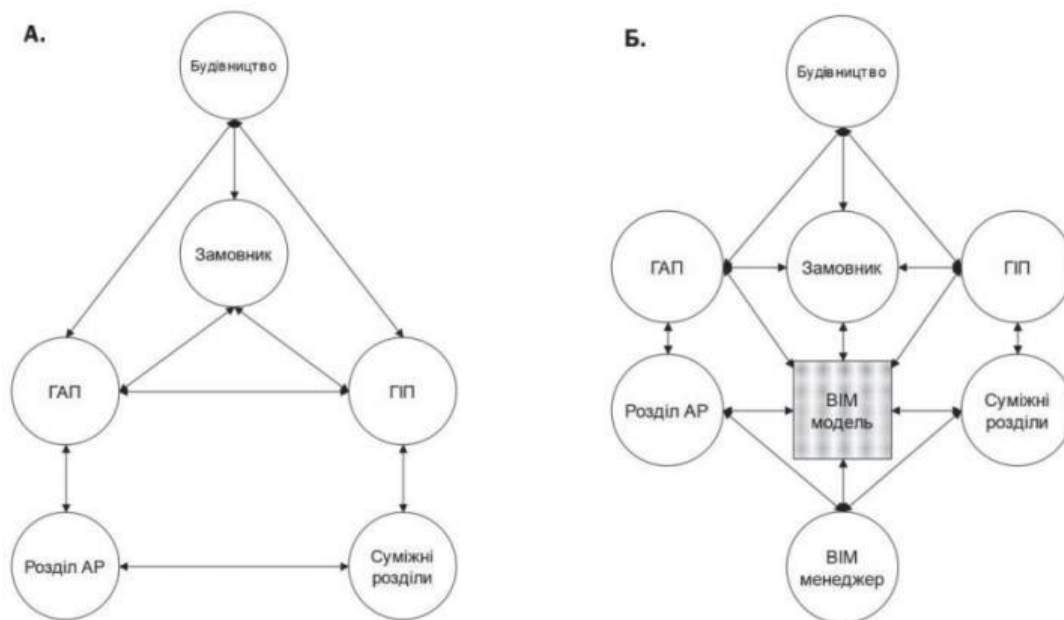 А.
Будівництво
Замовник
ГАП
ГІП
Розділ АР
Суміжні
розділи
Б.
Будівництво
ГАП
Замовник
ГІП
Розділ АР
BIM
модель
Суміжні
розділи
BIM
менеджер